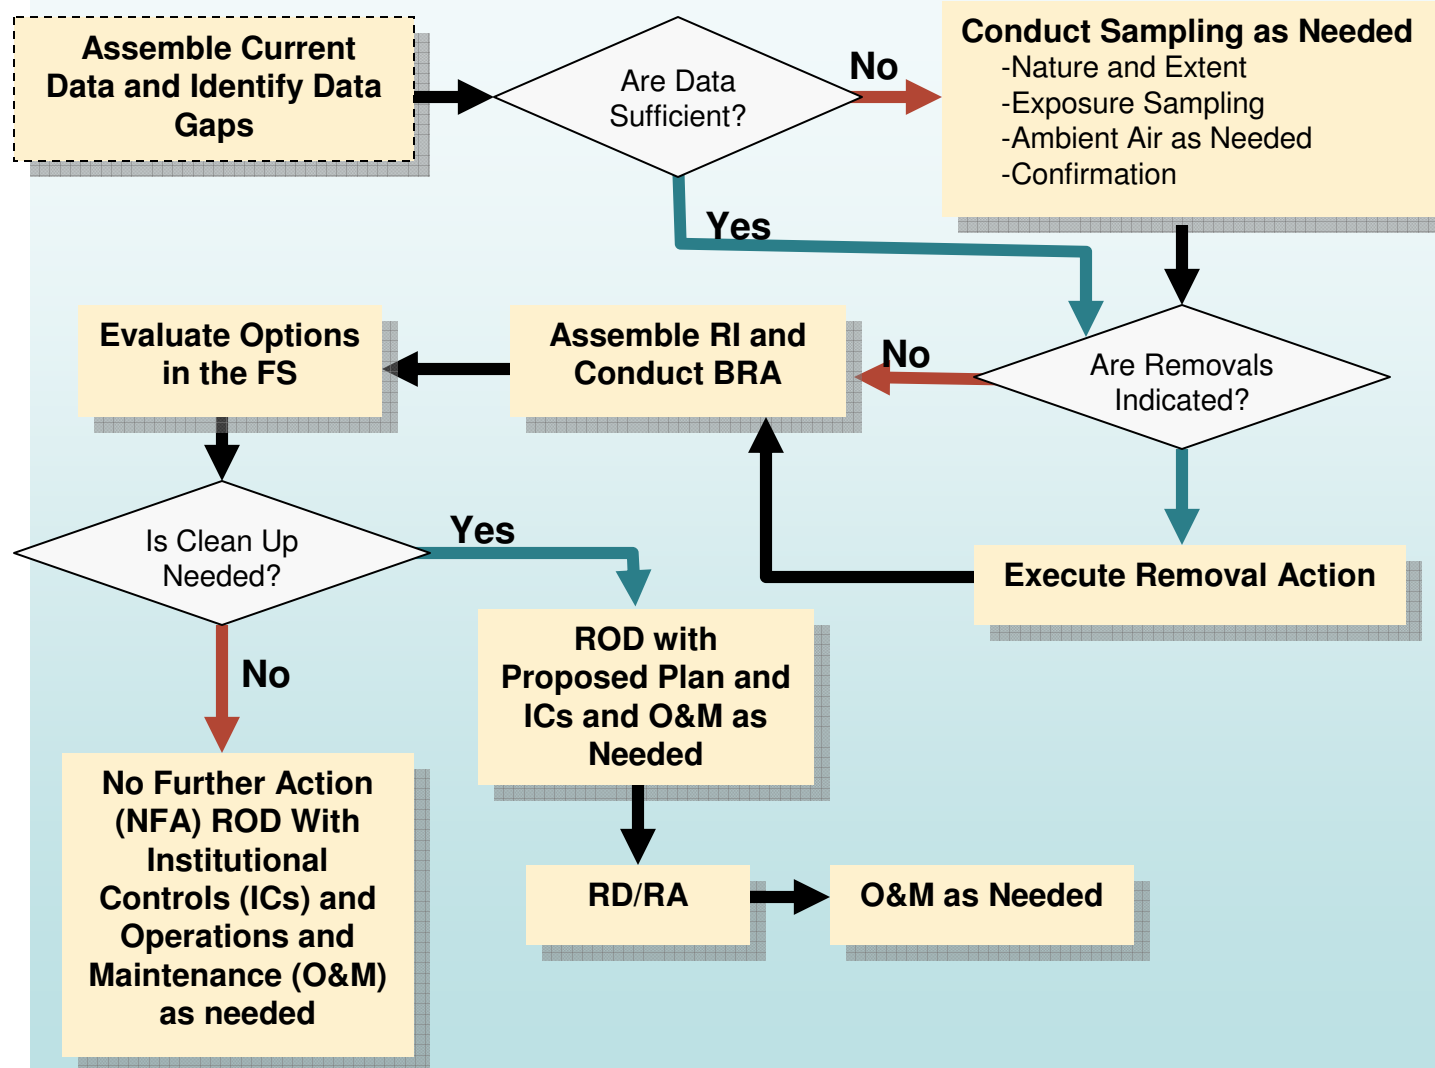 Assemble Current
Data and Identify Data
Gaps
Are Data
Sufficient?
No
Conduct Sampling as Needed
-Nature and Extent
-Exposure Sampling
-Ambient Air as Needed
-Confirmation
Yes
Evaluate Options
in the FS
Assemble RI and
Conduct BRA
No
Are Removals
Indicated?
Is Clean Up
Needed?
Yes
Execute Removal Action
No
ROD with
Proposed Plan and
ICs and O&M as
Needed
No Further Action
(NFA) ROD With
Institutional
Controls (ICs) and
Operations and
Maintenance (O&M)
as needed
RD/RA
O&M as Needed